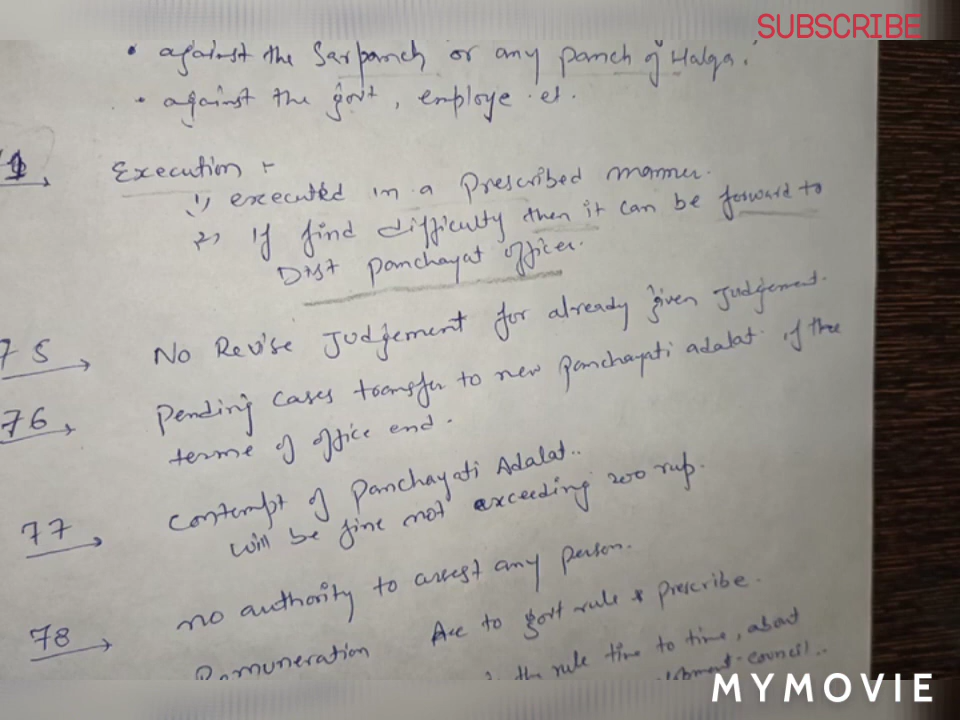 SUBSCRIBE
• against the Sarpanch or any panch of Halqa.
• against the govt, employe et.
Execution :-
1) executed in a prescribed manner.
2) If find difficulty then it can be forward to
Dist panchayat officer.
75 → No Revise Judgement for already given Judgement.
76 → Pending cases transfer to new panchayati adalat if thee
terme of office end.
77 → Contempt of Panchayati Adalat..
will be fine not exceeding 200 rup.
78 → no authority to arrest any person.
Remuneration Acc to govt rule & prescribe.
the rule time to time, about
council..
MYMOVIE